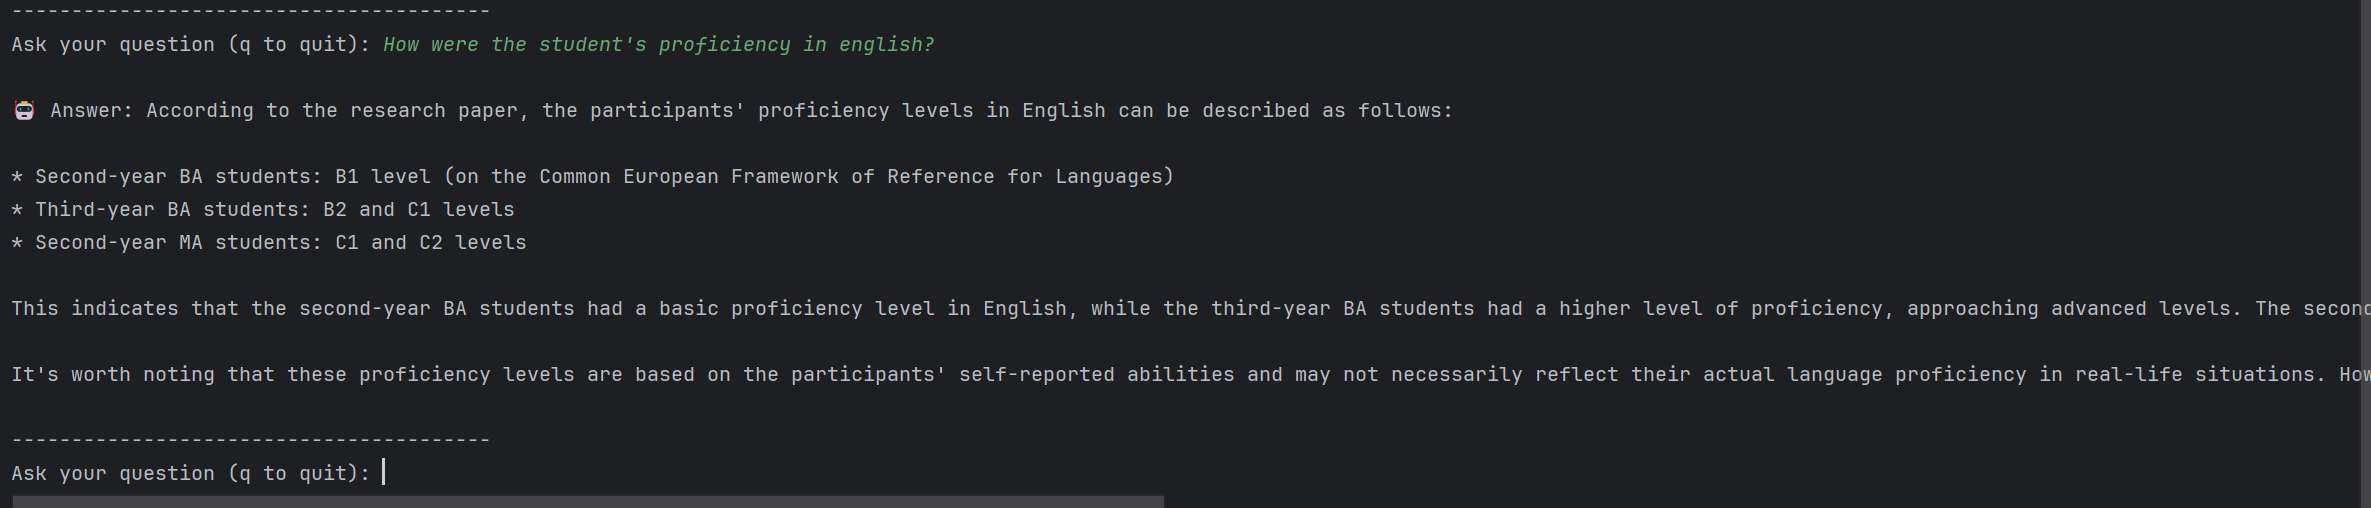 ----------------------------------------
Ask your question (q to quit): How were the student's proficiency in english?
🤖 Answer: According to the research paper, the participants' proficiency levels in English can be described as follows:
* Second-year BA students: B1 level (on the Common European Framework of Reference for Languages)
* Third-year BA students: B2 and C1 levels
* Second-year MA students: C1 and C2 levels
This indicates that the second-year BA students had a basic proficiency level in English, while the third-year BA students had a higher level of proficiency, approaching advanced levels. The second
It's worth noting that these proficiency levels are based on the participants' self-reported abilities and may not necessarily reflect their actual language proficiency in real-life situations. How
----------------------------------------
Ask your question (q to quit):